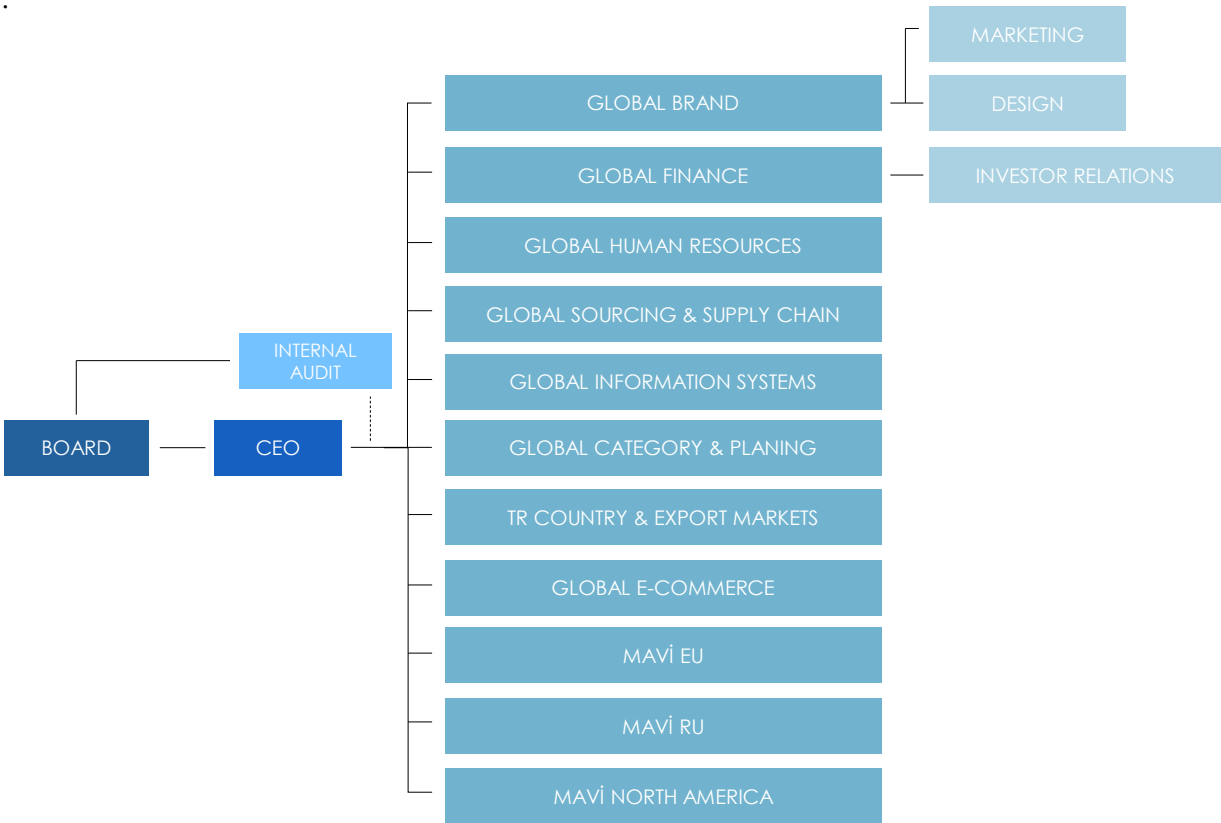 MARKETING
GLOBAL BRAND
DESIGN
GLOBAL FINANCE
INVESTOR RELATIONS
GLOBAL HUMAN RESOURCES
GLOBAL SOURCING & SUPPLY CHAIN
INTERNAL
AUDIT
GLOBAL INFORMATION SYSTEMS
BOARD
CEO
GLOBAL CATEGORY & PLANING
TR COUNTRY & EXPORT MARKETS
GLOBAL E-COMMERCE
MAVİ EU
MAVİ RU
MAVİ NORTH AMERICA